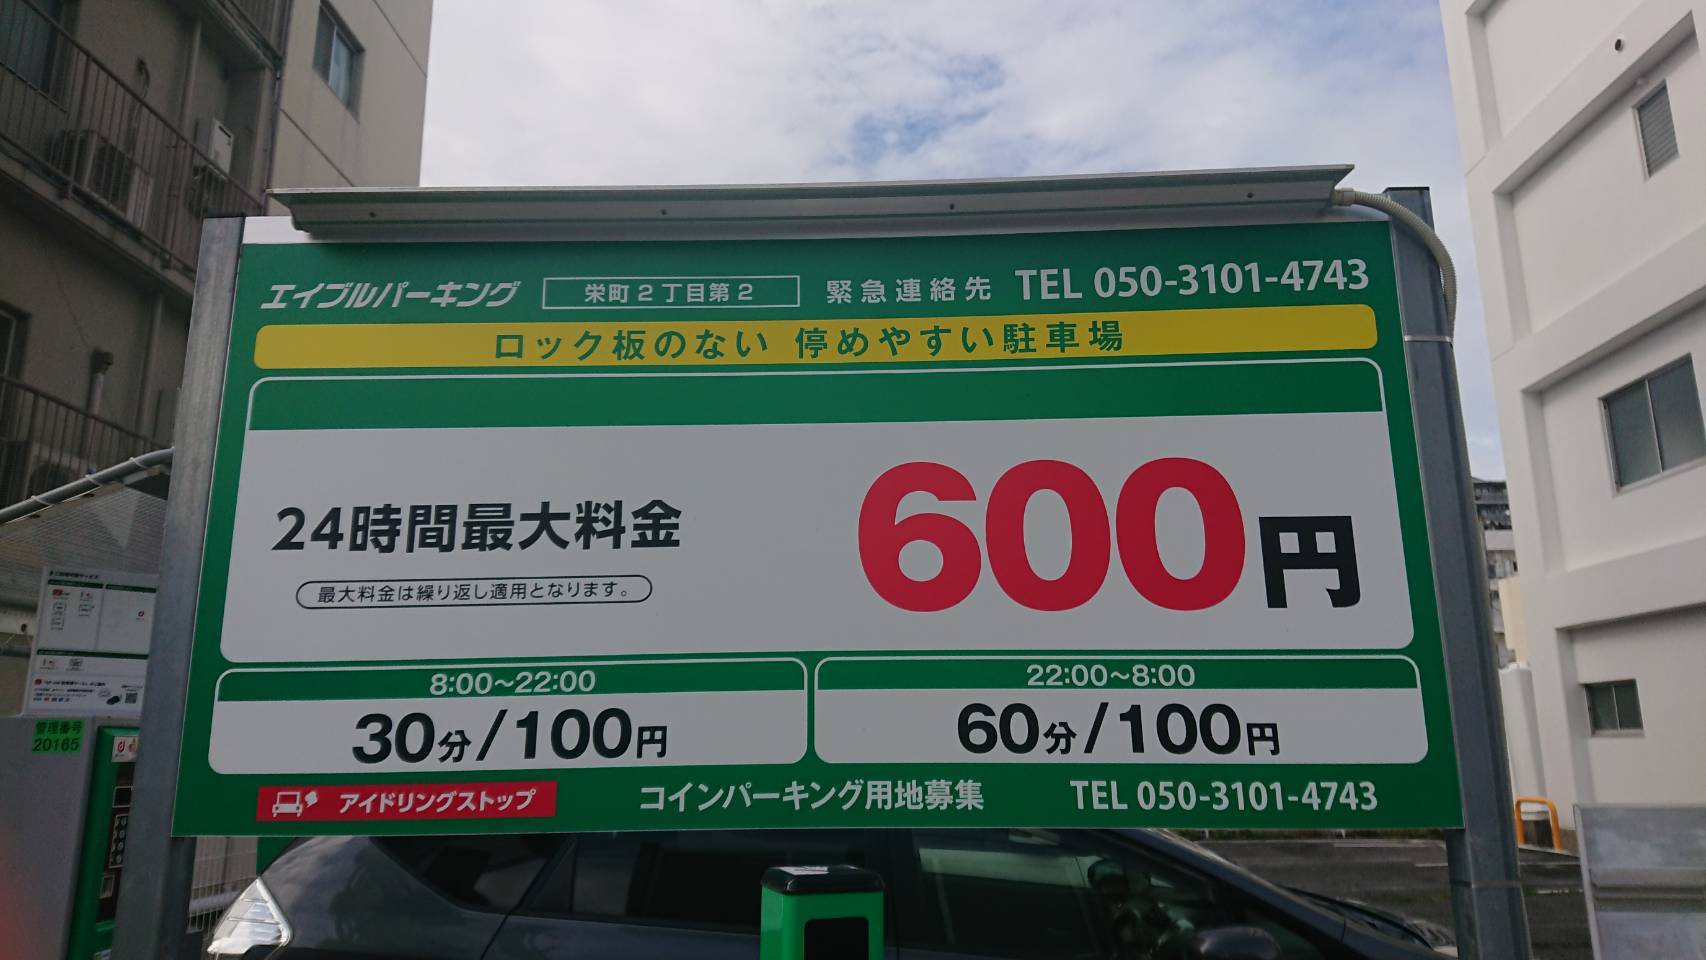 エイブルパーキング 栄町2丁目第2 緊急連絡先 TEL 050-3101-4743
ロック板のない 停めやすい駐車場
24時間最大料金 600円
最大料金は繰り返し適用となります。
8:00～22:00
30分/100円
22:00～8:00
60分/100円
アイドリングストップ コインパーキング用地募集 TEL 050-3101-4743
管理番号
20165